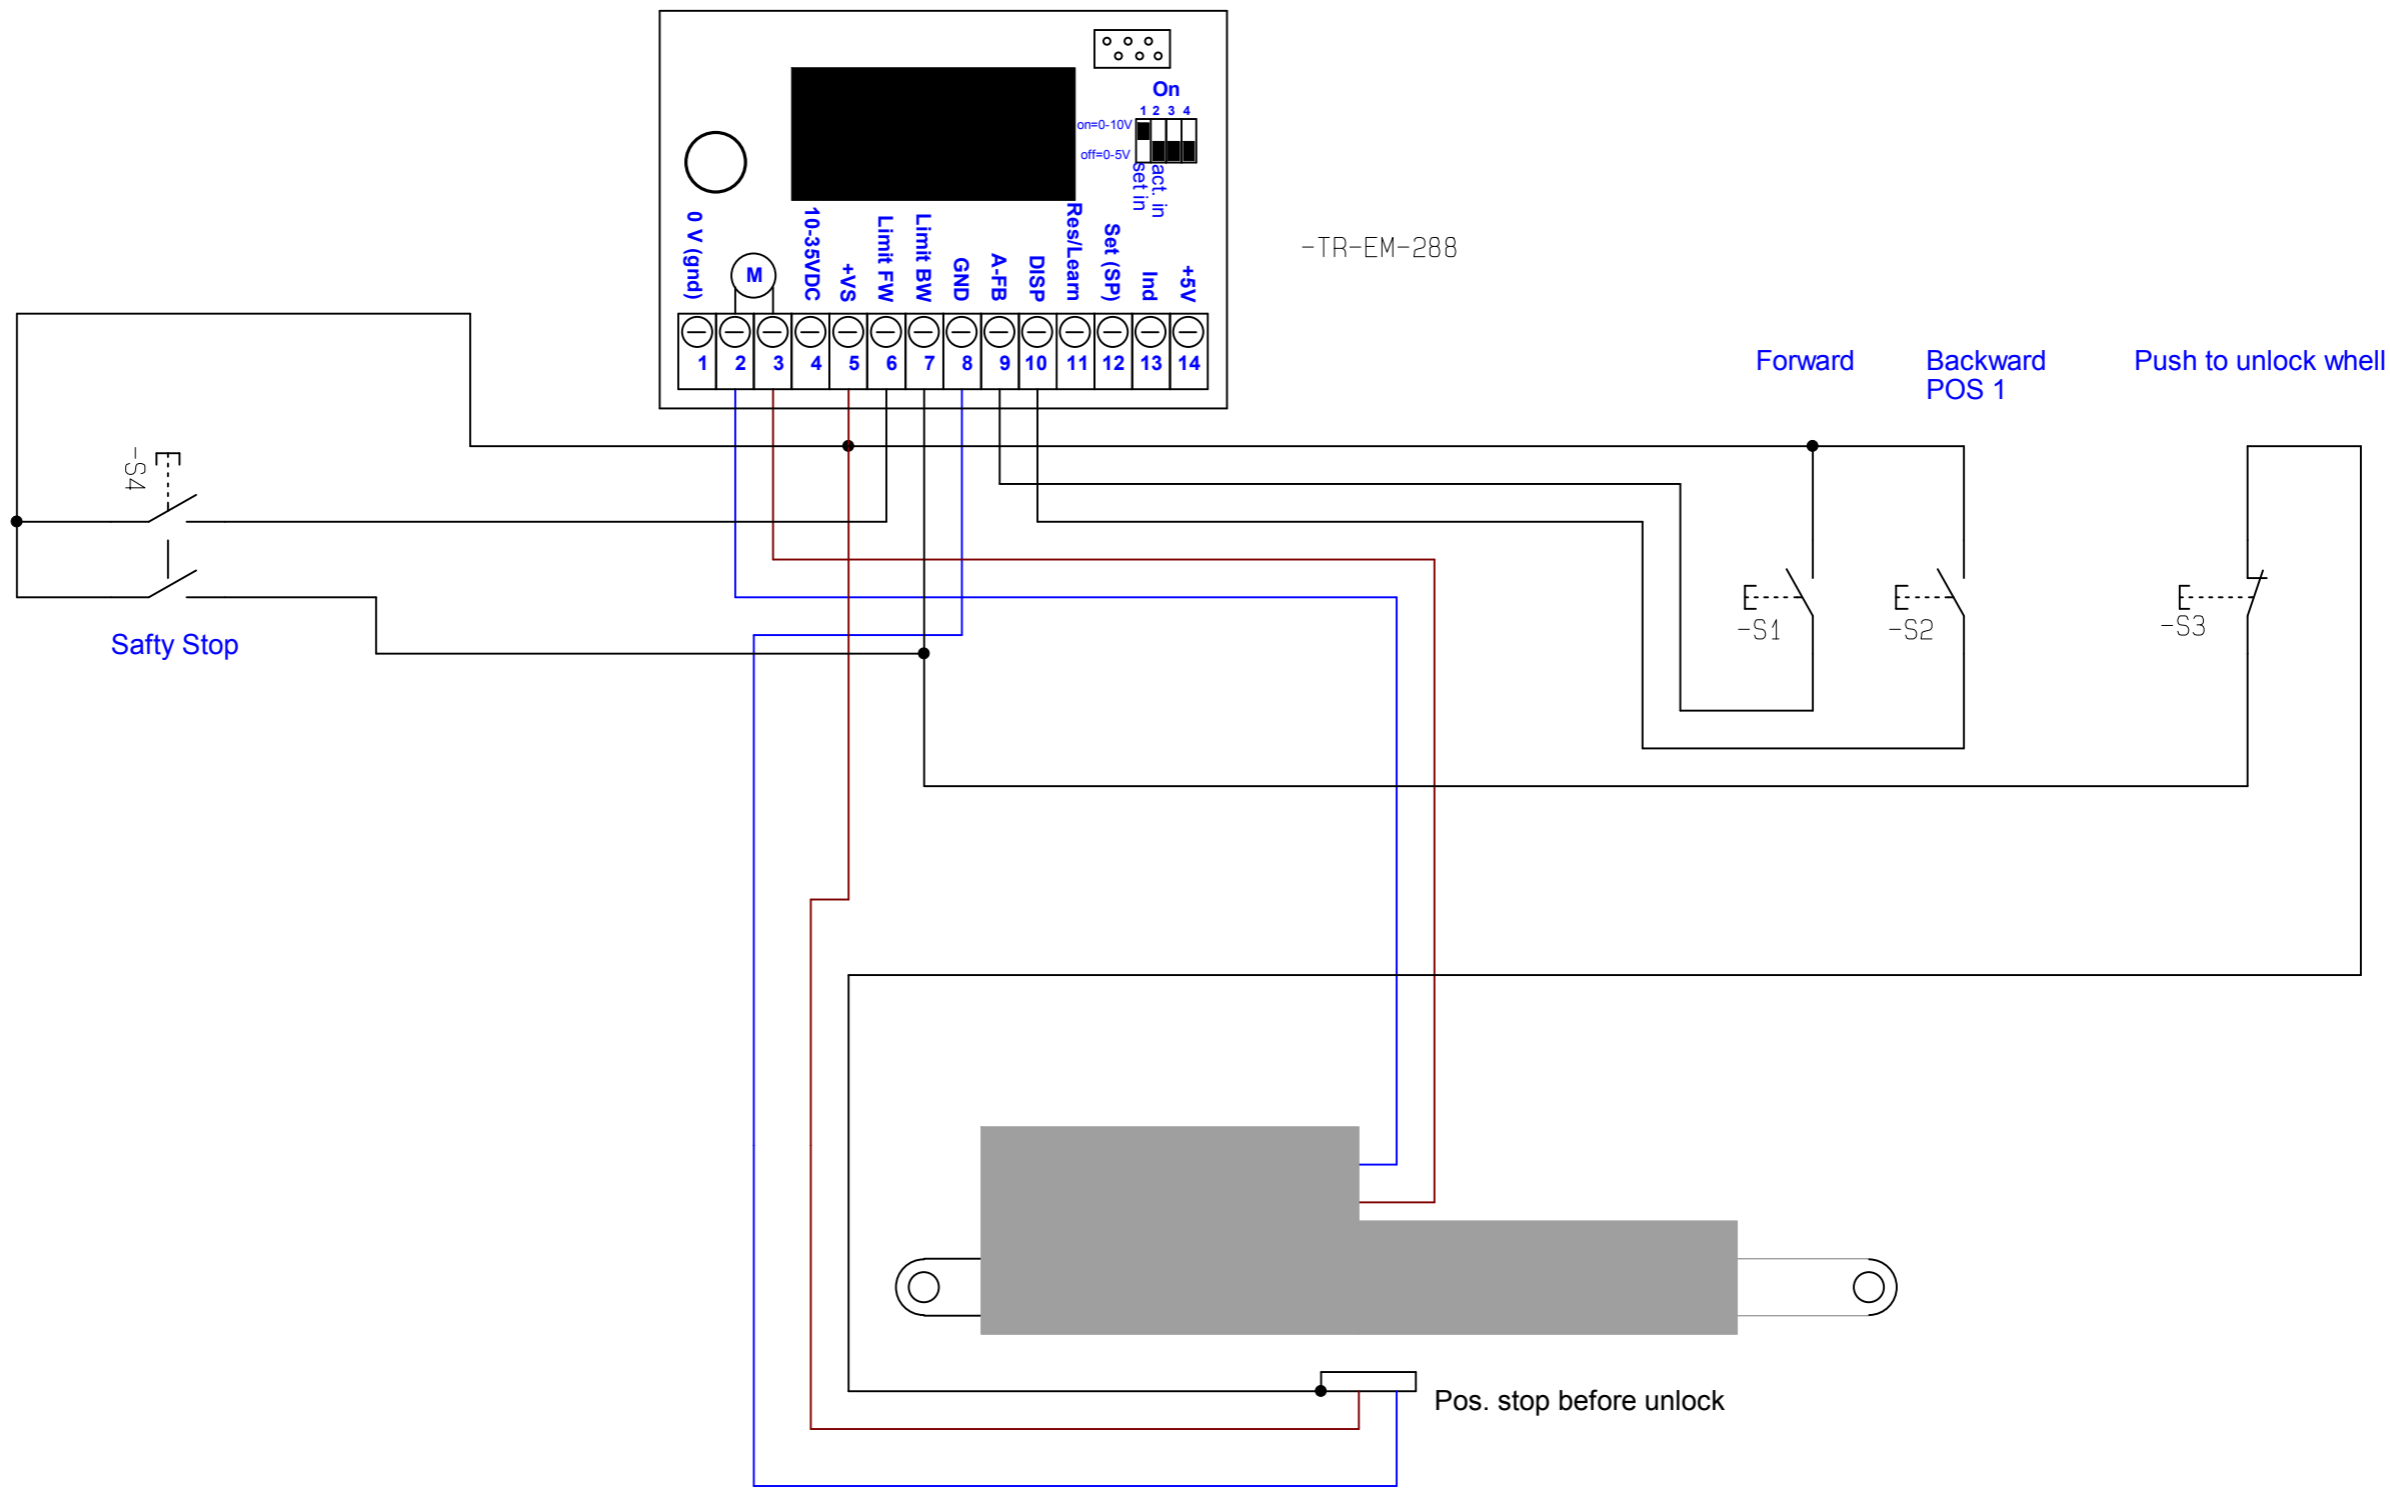 On
1 2 3 4
on=0-10V
off=0-5V
set in
act. in
0 V (gnd)
M
10-35VDC
+VS
Limit FW
Limit BW
GND
A-FB
DISP
Res/Learn
Set (SP)
Ind
+5V
-TR-EM-288
1 2 3 4 5 6 7 8 9 10 11 12 13 14
Forward
Backward
POS 1
Push to unlock whell
-S4
Safty Stop
-S1
-S2
-S3
Pos. stop before unlock